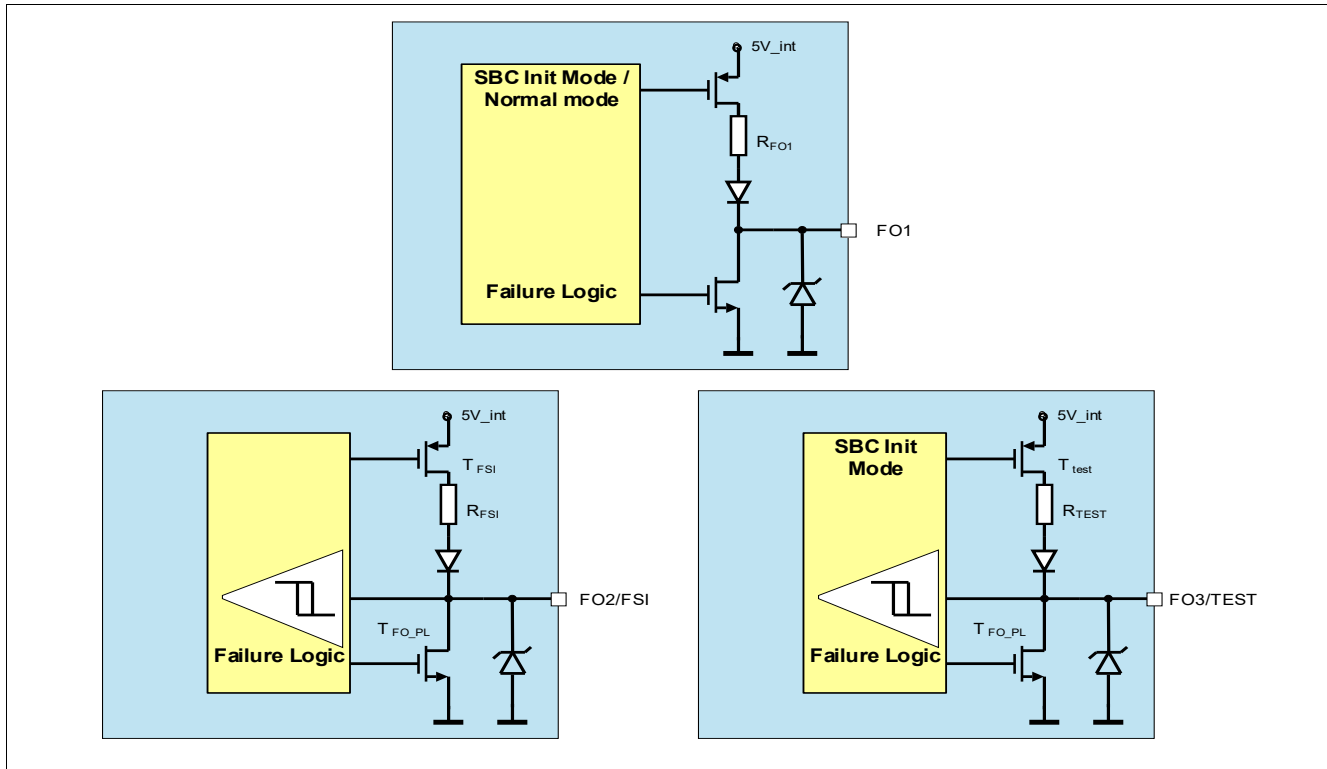 5V_int
SBC Init Mode /
Normal mode
RFO1
FO1
Failure Logic
5V_int
TFSI
RFSI
FO2/FSI
TFO_PL
Failure Logic
5V_int
SBC Init
Mode
Ttest
RTEST
FO3/TEST
TFO_PL
Failure Logic